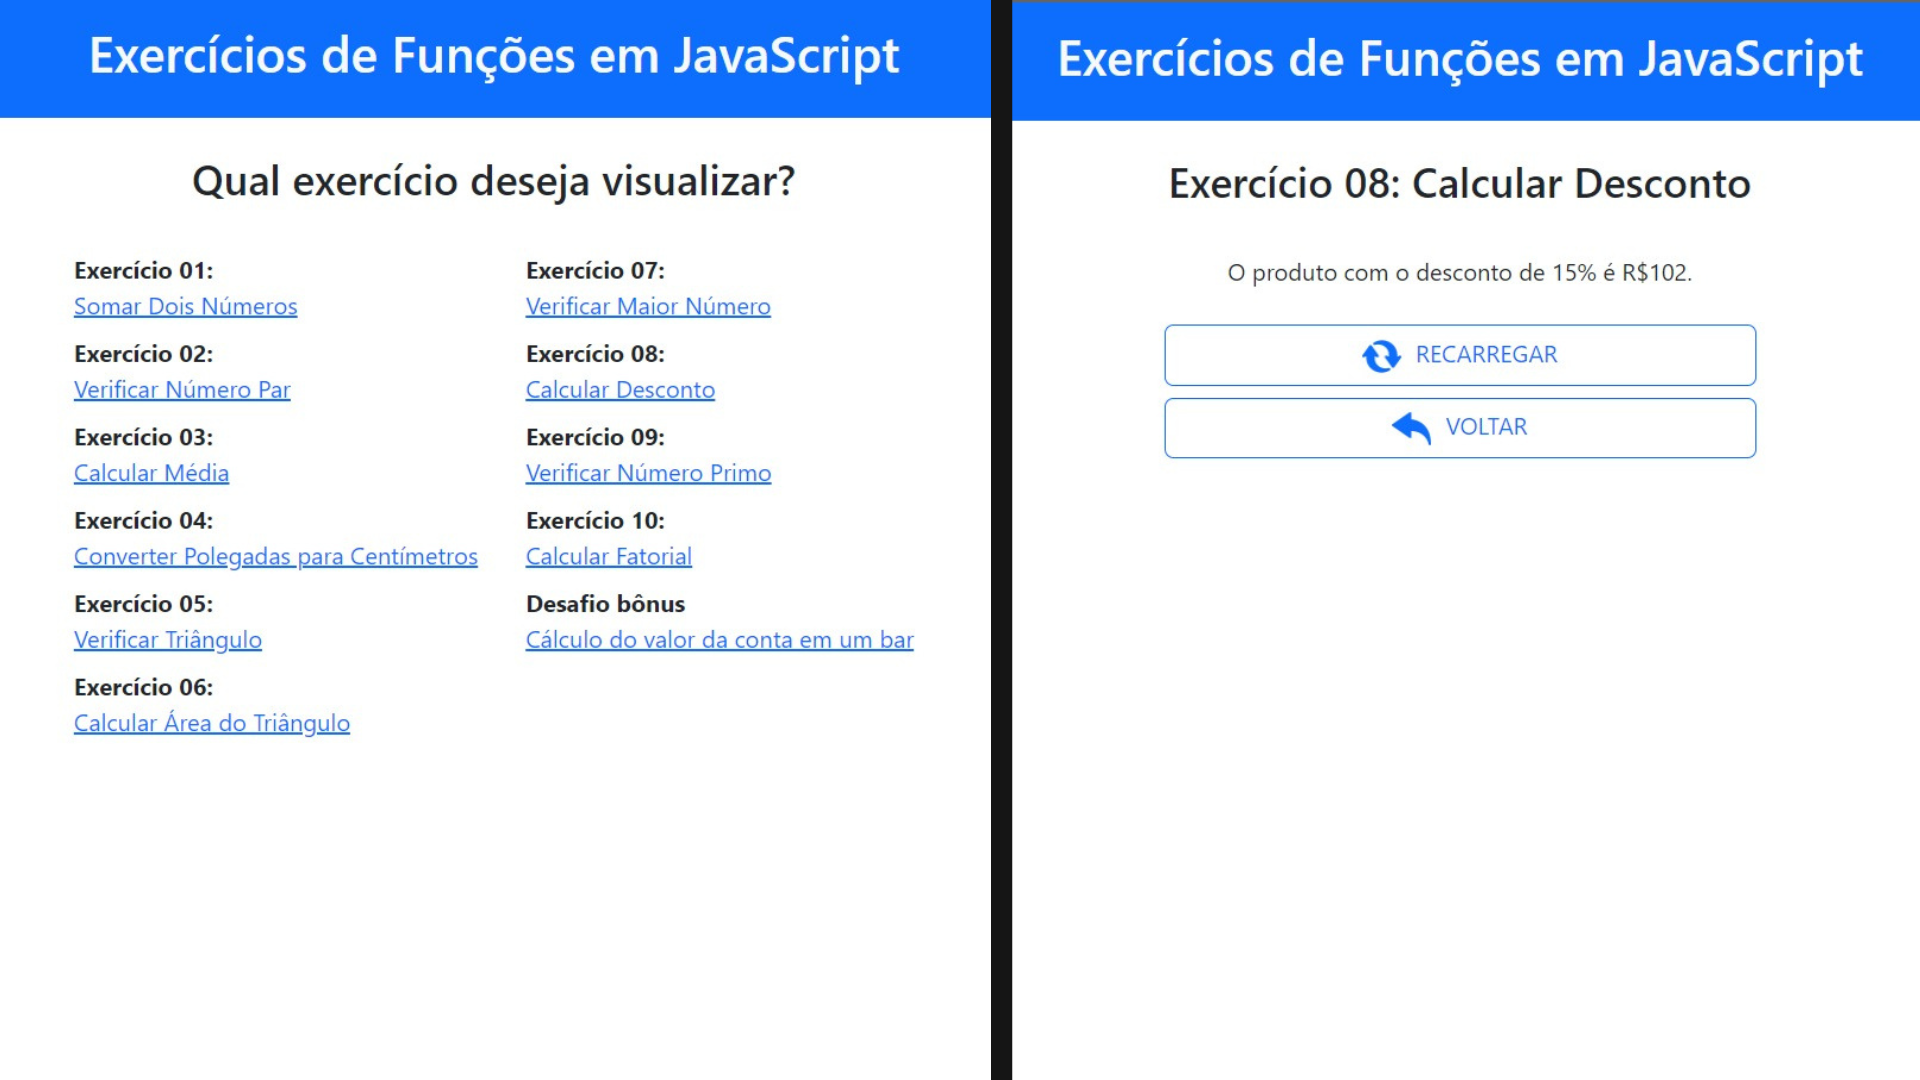 Exercícios de Funções em JavaScript
Qual exercício deseja visualizar?
Exercício 01:
Somar Dois Números
Exercício 02:
Verificar Número Par
Exercício 03:
Calcular Média
Exercício 04:
Converter Polegadas para Centímetros
Exercício 05:
Verificar Triângulo
Exercício 06:
Calcular Área do Triângulo
Exercício 07:
Verificar Maior Número
Exercício 08:
Calcular Desconto
Exercício 09:
Verificar Número Primo
Exercício 10:
Calcular Fatorial
Desafio bônus
Cálculo do valor da conta em um bar
Exercícios de Funções em JavaScript
Exercício 08: Calcular Desconto
O produto com o desconto de 15% é R$102.
RECARREGAR
VOLTAR